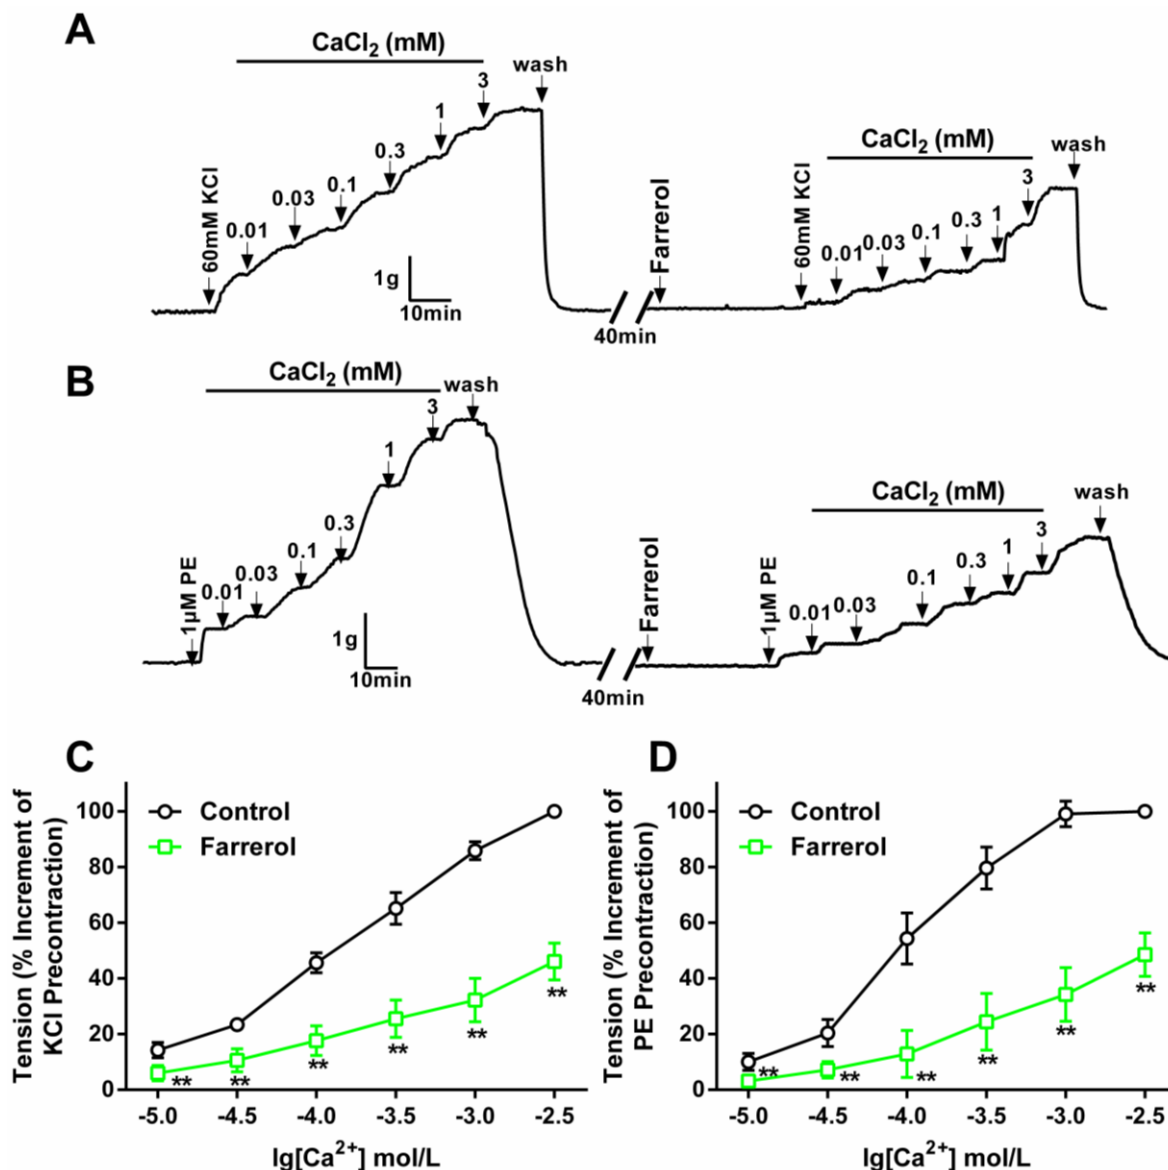 A
CaCl2 (mM)
60mM KCl
0.01
0.03
0.1
0.3
1
3
wash
1g
10min
40min
Farrerol
60mM KCl
CaCl2 (mM)
0.01
0.03
0.1
0.3
1
3
wash
B
CaCl2 (mM)
1μM PE
0.01
0.03
0.1
0.3
1
3
wash
1g
10min
40min
Farrerol
1μM PE
CaCl2 (mM)
0.01
0.03
0.1
0.3
1
3
wash
C
Tension (% Increment of
KCl Precontraction)
100
80
60
40
20
0
Control
Farrerol
**
**
**
**
**
**
-5.0 -4.5 -4.0 -3.5 -3.0 -2.5
lg[Ca2+] mol/L
D
Tension (% Increment of
PE Precontraction)
100
80
60
40
20
0
Control
Farrerol
**
**
**
**
**
**
-5.0 -4.5 -4.0 -3.5 -3.0 -2.5
lg[Ca2+] mol/L